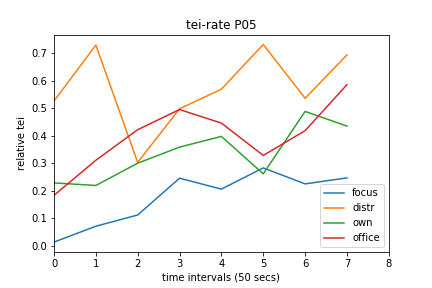 tei-rate P05
relative tei
0.7
0.6
0.5
0.4
0.3
0.2
0.1
0.0
0 1 2 3 4 5 6 7 8
time intervals (50 secs)
focus
distr
own
office